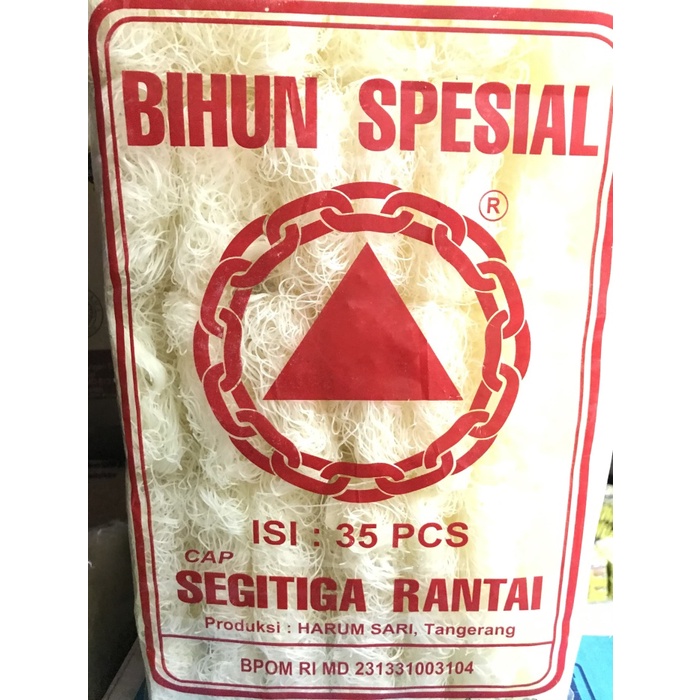 BIHUN SPESIAL
®
ISI : 35 PCS
CAP
SEGITIGA RANTAI
Produksi : HARUM SARI, Tangerang
BPOM RI MD 231331003104